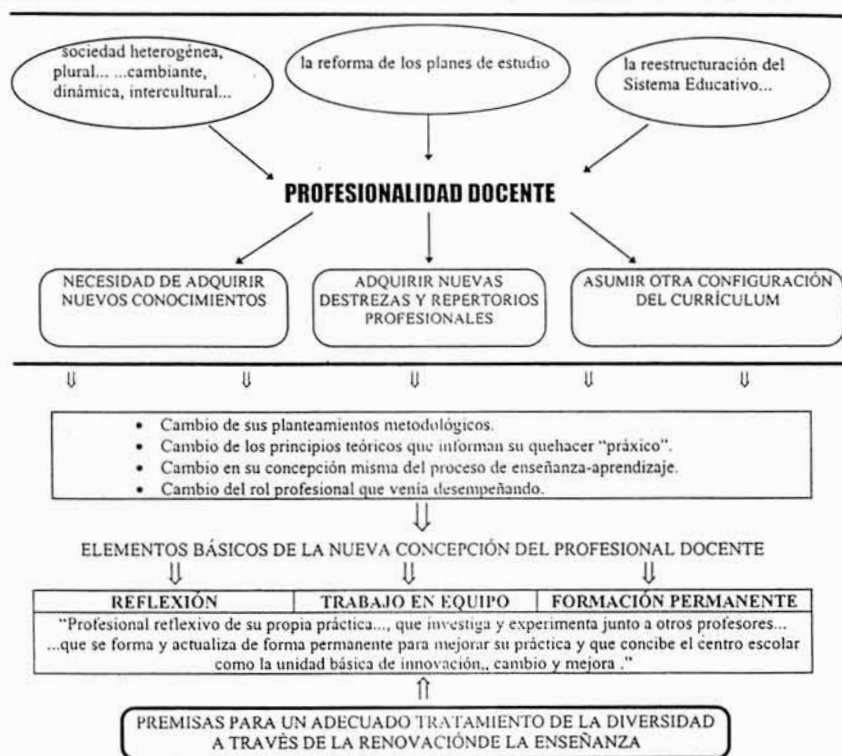 sociedad heterogénea,
plural... ...cambiante,
dinámica, intercultural...
la reforma de los planes de estudio
la reestructuración del
Sistema Educativo...
PROFESIONALIDAD DOCENTE
NECESIDAD DE ADQUIRIR
NUEVOS CONOCIMIENTOS
ADQUIRIR NUEVAS
DESTREZAS Y REPERTORIOS
PROFESIONALES
ASUMIR OTRA CONFIGURACIÓN
DEL CURRÍCULUM
• Cambio de sus planteamientos metodológicos.
• Cambio de los principios teóricos que informan su quehacer “práxico”.
• Cambio en su concepción misma del proceso de enseñanza-aprendizaje.
• Cambio del rol profesional que venía desempeñando.
ELEMENTOS BÁSICOS DE LA NUEVA CONCEPCIÓN DEL PROFESIONAL DOCENTE
REFLEXIÓN TRABAJO EN EQUIPO FORMACIÓN PERMANENTE
“Profesional reflexivo de su propia práctica..., que investiga y experimenta junto a otros profesores...
...que se forma y actualiza de forma permanente para mejorar su práctica y que concibe el centro escolar
como la unidad básica de innovación,. cambio y mejora .”
PREMISAS PARA UN ADECUADO TRATAMIENTO DE LA DIVERSIDAD
A TRAVÉS DE LA RENOVACIÓNDE LA ENSEÑANZA